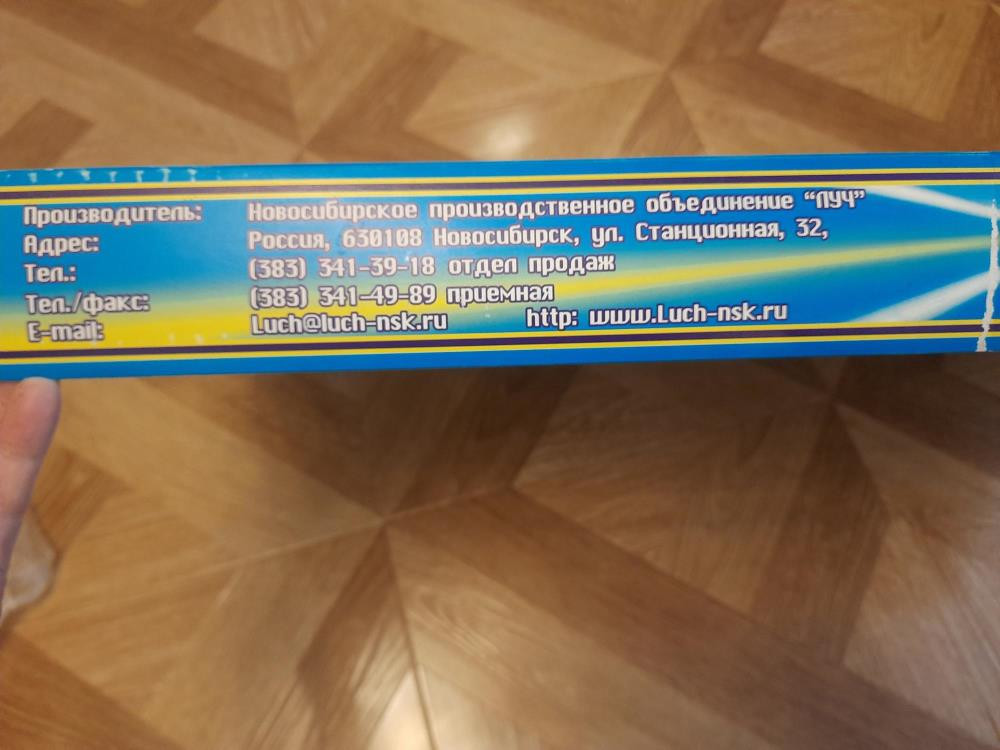 Производитель: Новосибирское производственное объединение “ЛУЧ”
Адрес: Россия, 630108 Новосибирск, ул. Станционная, 32,
Тел.: (383) 341-39-18 отдел продаж
Тел./факс: (383) 341-49-89 приемная
E-mail: Luch@luch-nsk.ru http: www.Luch-nsk.ru